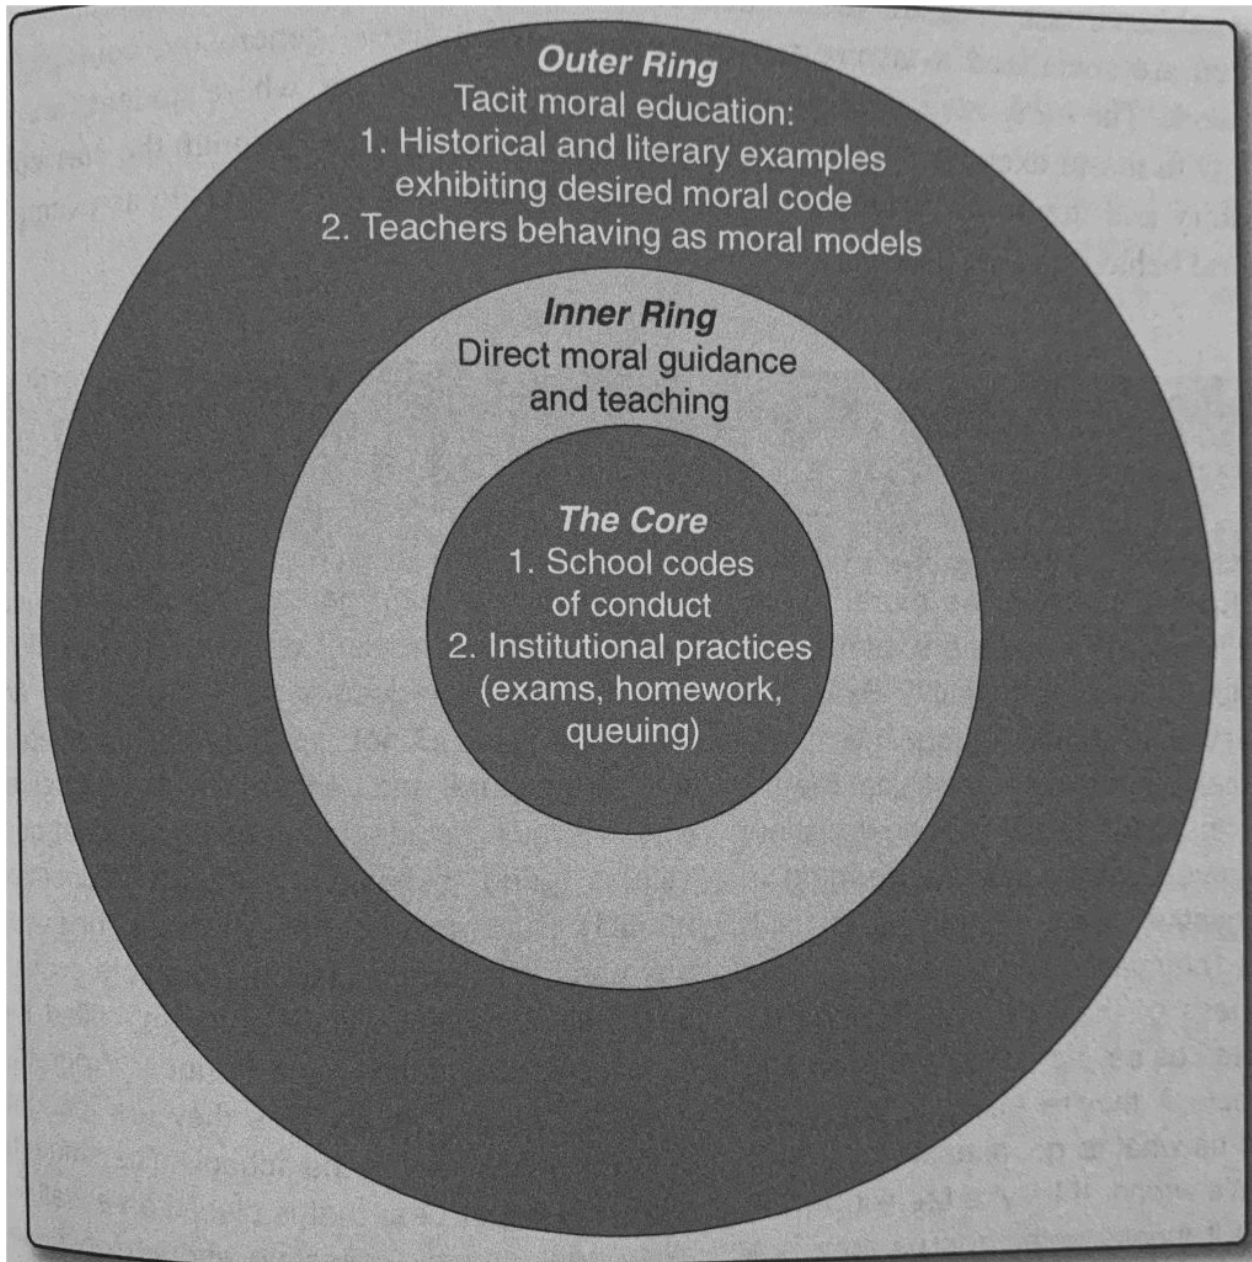 Outer Ring
Tacit moral education:
1. Historical and literary examples
exhibiting desired moral code
2. Teachers behaving as moral models
Inner Ring
Direct moral guidance
and teaching
The Core
1. School codes
of conduct
2. Institutional practices
(exams, homework,
queuing)